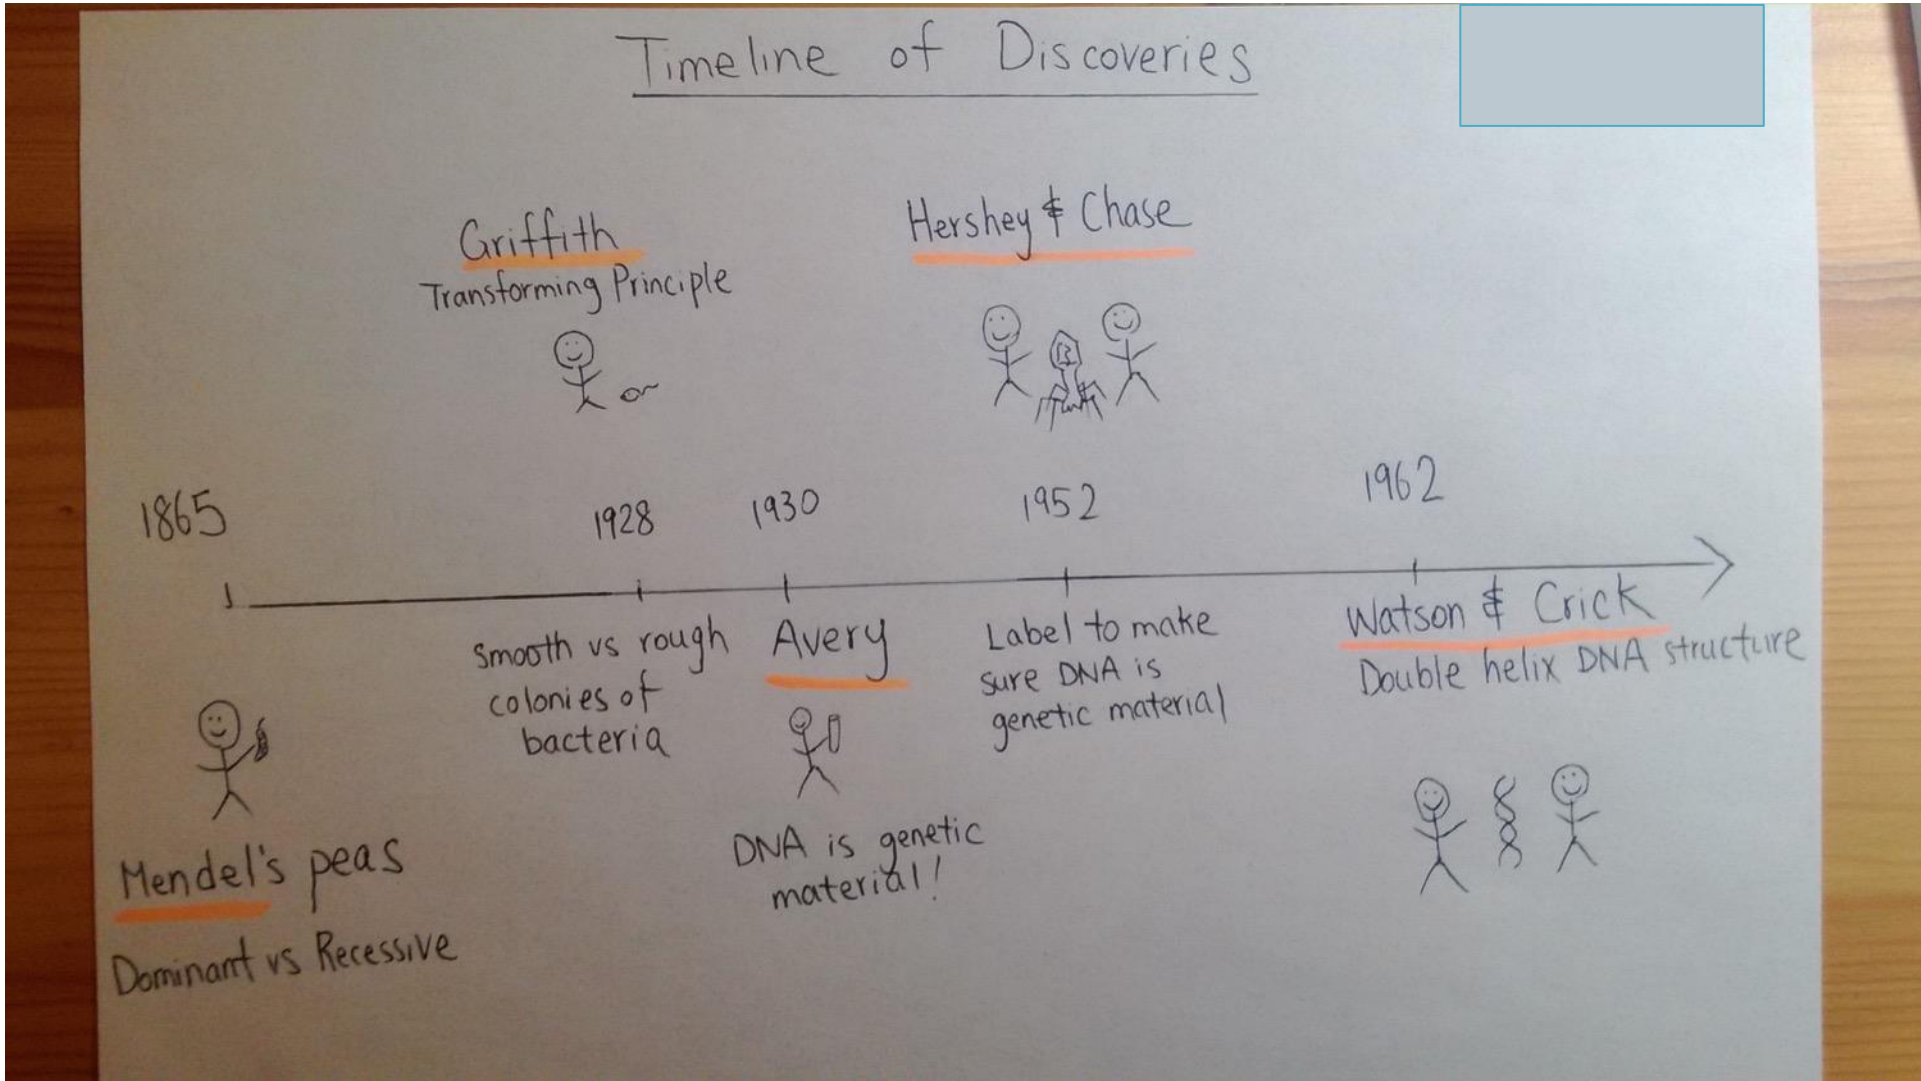 Timeline of Discoveries
Griffith
Transforming Principle
Hershey & Chase
1865
1928
1930
1952
1962
Smooth vs rough
colonies of
bacteria
Avery
DNA is genetic
material!
Label to make
sure DNA is
genetic material
Watson & Crick
Double helix DNA structure
Mendel's peas
Dominant vs Recessive